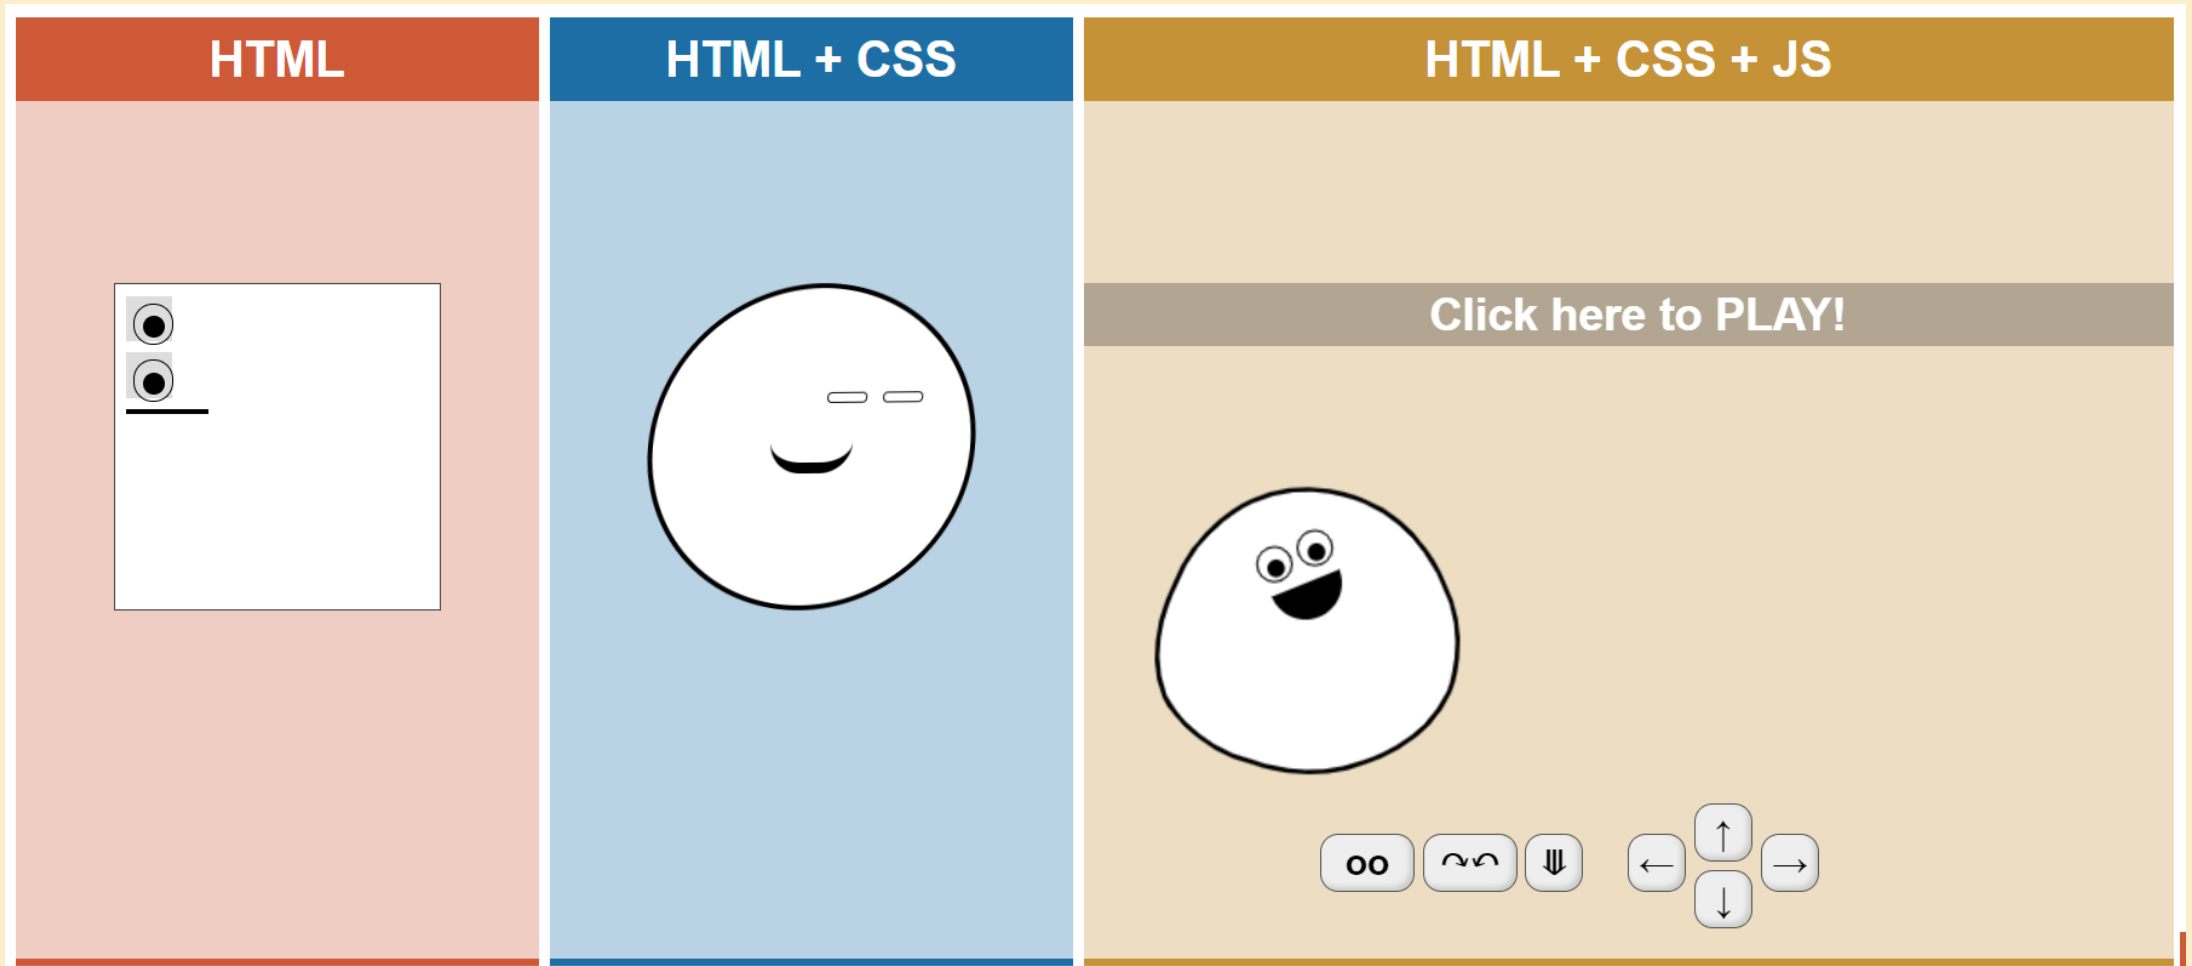 HTML
HTML + CSS
HTML + CSS + JS
Click here to PLAY!
oo
↷↶
⤋
←
↑
↓
→